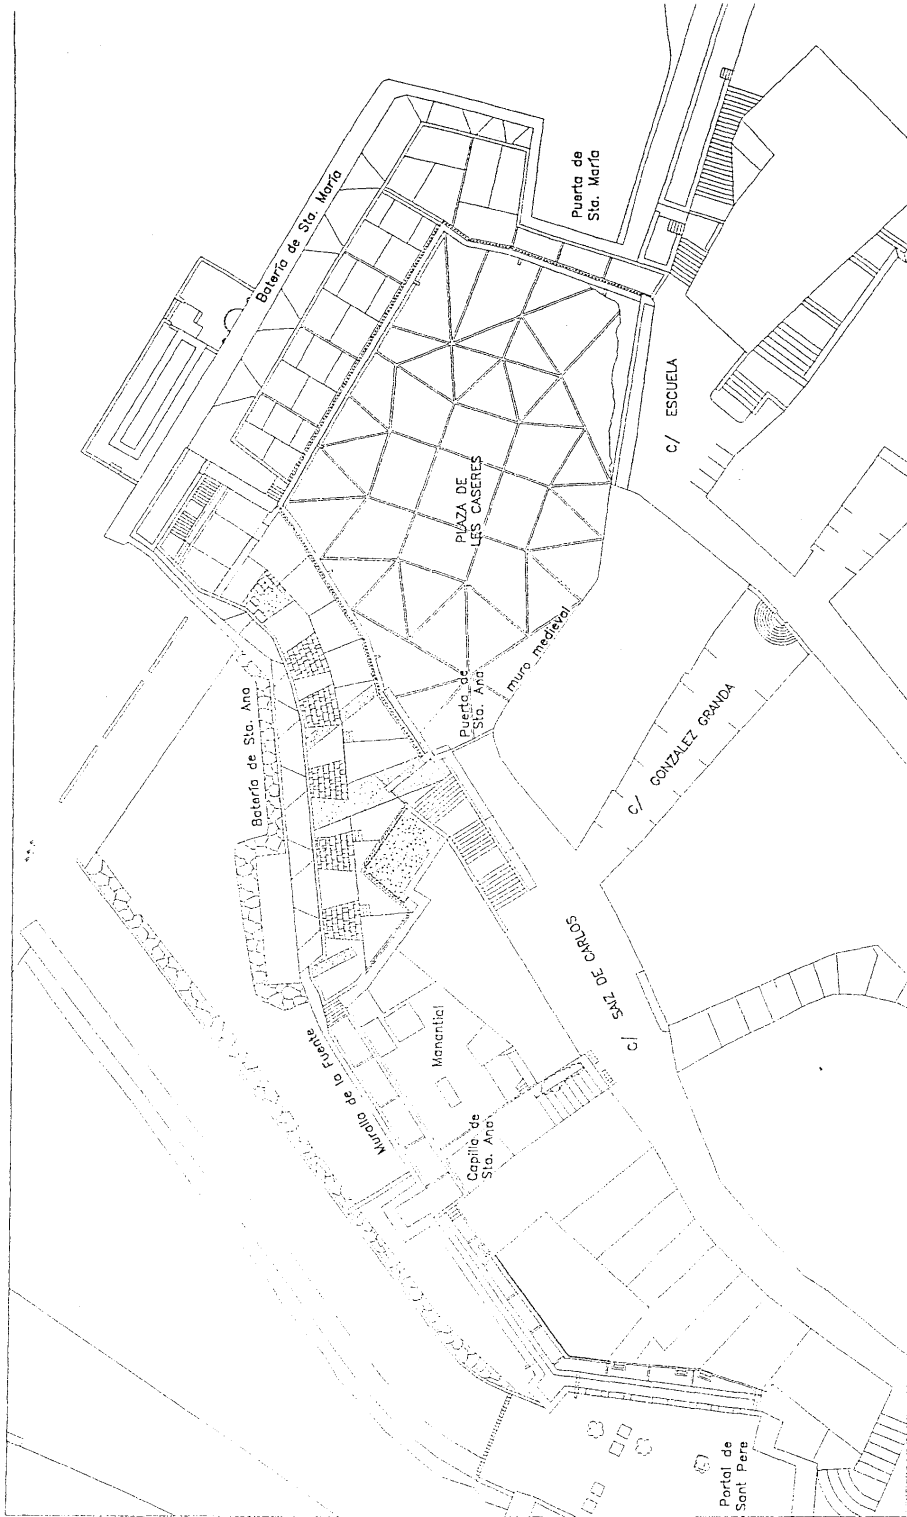 Batería de Sta. María
Puerta de
Sta. María
c/ ESCUELA
PLAZA DE
LES CASERES
muro medieval
Puerta de
Sta. Ana
Batería de Sta. Ana
c/ GONZALEZ GRANDA
c/ SAIZ DE CARLOS
Muralla de la Fuente
Manantial
Capilla de
Sta. Ana
Portal de
Sant Pere